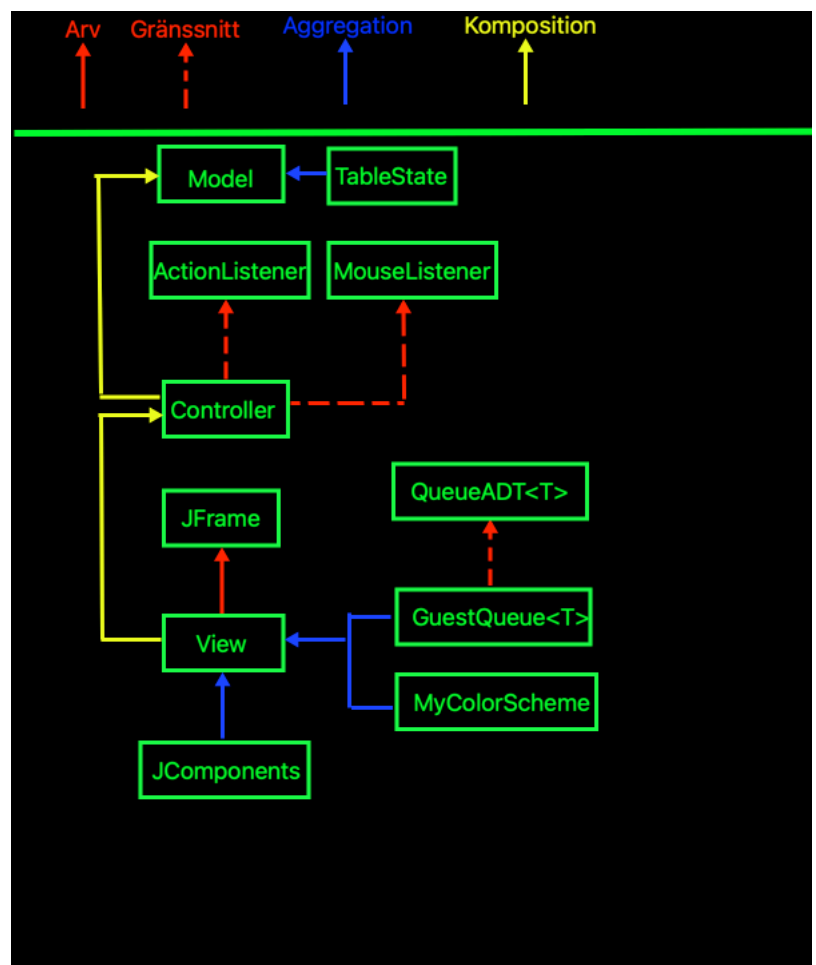 Arv Gränssnitt Aggregation Komposition
Model TableState
ActionListener MouseListener
Controller
QueueADT<T>
JFrame
GuestQueue<T>
View
MyColorScheme
JComponents